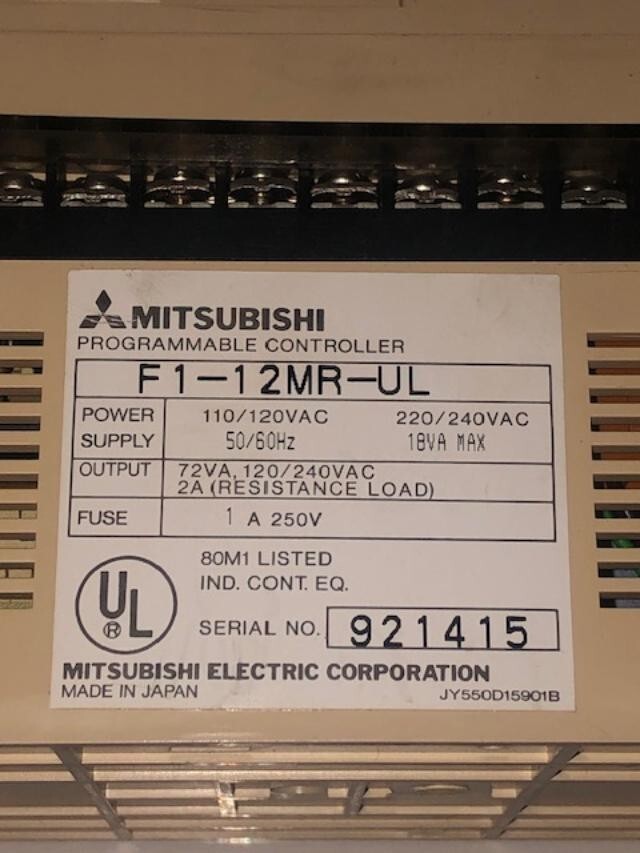 MITSUBISHI
PROGRAMMABLE CONTROLLER
F1-12MR-UL
POWER SUPPLY 110/120VAC 220/240VAC
50/60Hz 18VA MAX
OUTPUT 72VA, 120/240VAC
2A (RESISTANCE LOAD)
FUSE 1 A 250V
80M1 LISTED
IND. CONT. EQ.
UL ®
SERIAL NO. 921415
MITSUBISHI ELECTRIC CORPORATION
MADE IN JAPAN JY550D15901B